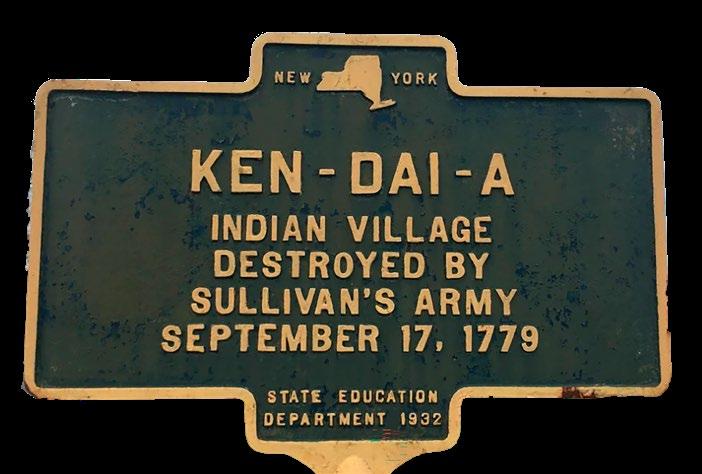 NEW YORK
KEN-DAI-A
INDIAN VILLAGE
DESTROYED BY
SULLIVAN'S ARMY
SEPTEMBER 17, 1779
STATE EDUCATION
DEPARTMENT 1932